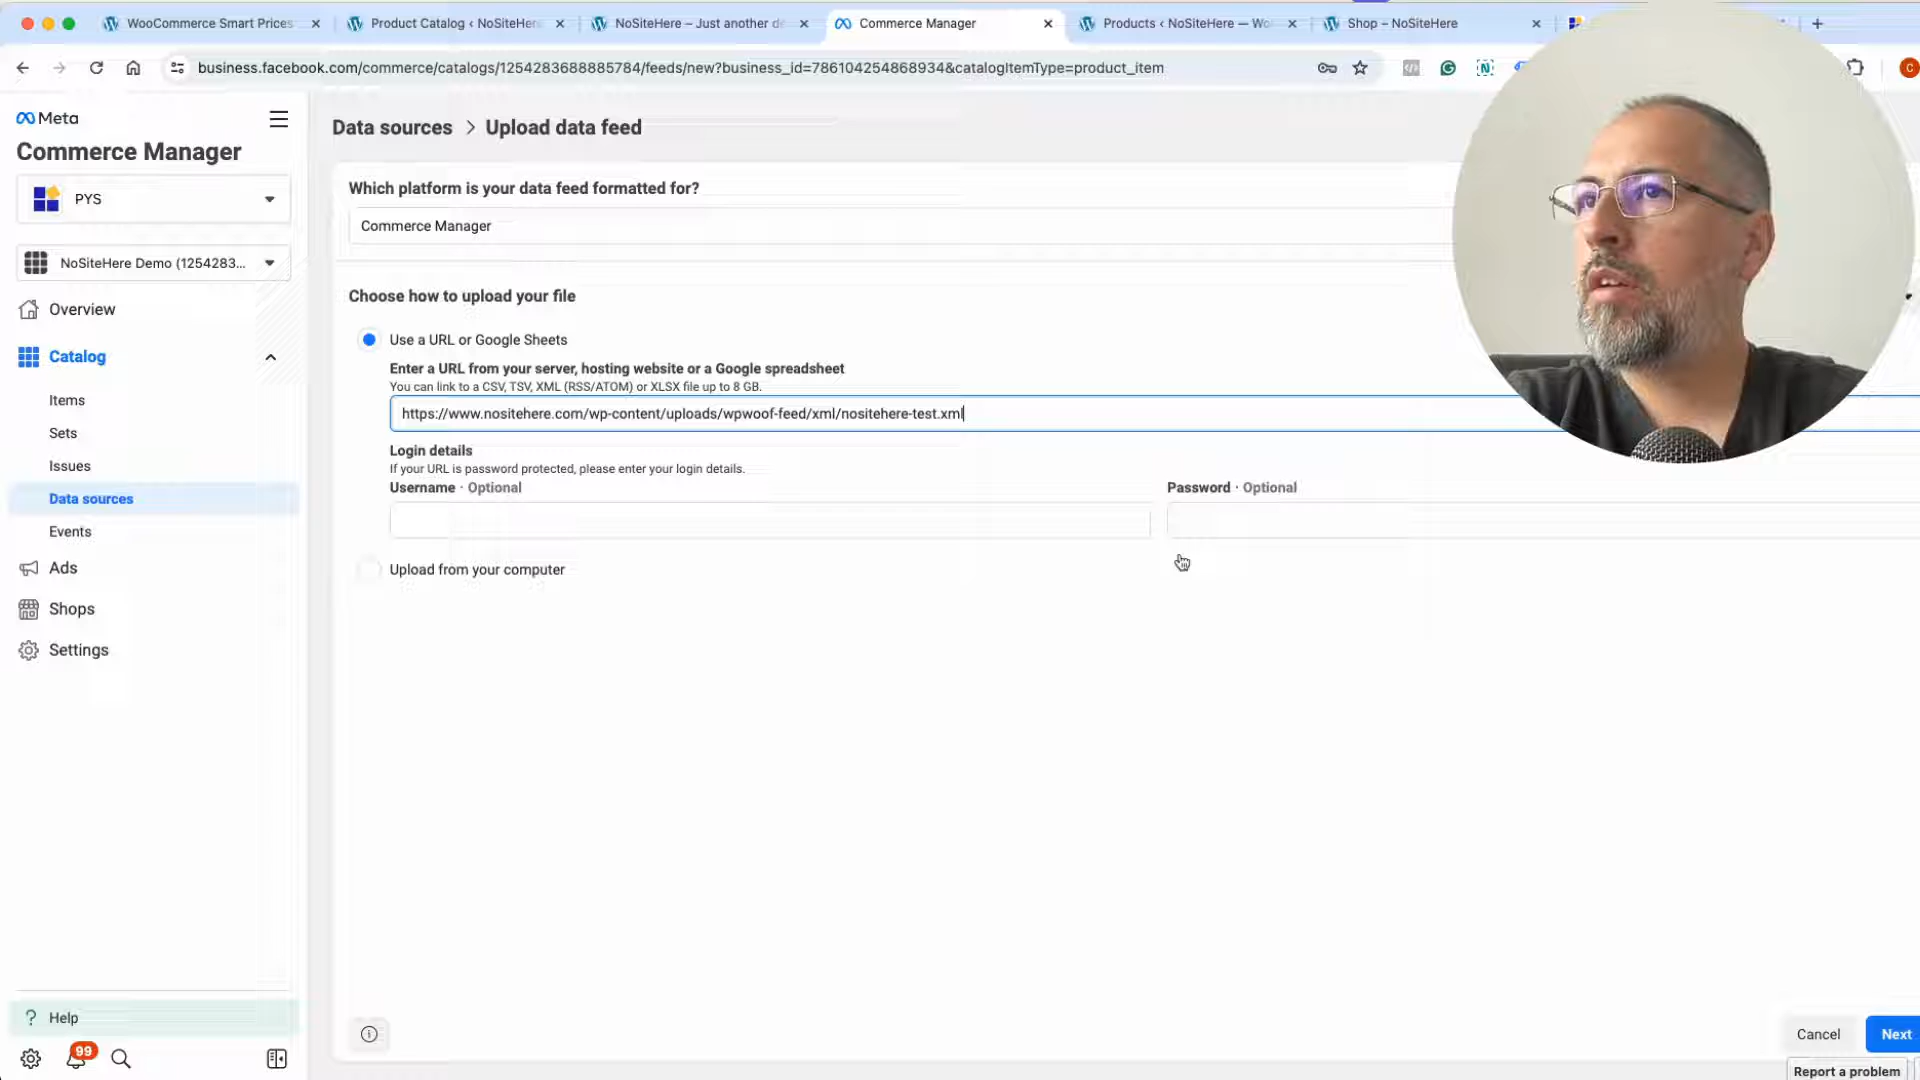 WooCommerce Smart Prices
Product Catalog ‹ NoSiteHere
NoSiteHere – Just another de
Commerce Manager
Products ‹ NoSiteHere — Wo
Shop – NoSiteHere
business.facebook.com/commerce/catalogs/1254283688885784/feeds/new?business_id=786104254868934&catalogItemType=product_item
C
Meta
Commerce Manager
PYS
NoSiteHere Demo (1254283...
Overview
Catalog
Items
Sets
Issues
Data sources
Events
Ads
Shops
Settings
Help
99
Data sources > Upload data feed
Which platform is your data feed formatted for?
Commerce Manager
Choose how to upload your file
Use a URL or Google Sheets
Enter a URL from your server, hosting website or a Google spreadsheet
You can link to a CSV, TSV, XML (RSS/ATOM) or XLSX file up to 8 GB.
https://www.nositehere.com/wp-content/uploads/wpwoof-feed/xml/nositehere-test.xml
Login details
If your URL is password protected, please enter your login details.
Username · Optional
Password · Optional
Upload from your computer
Cancel
Next
Report a problem